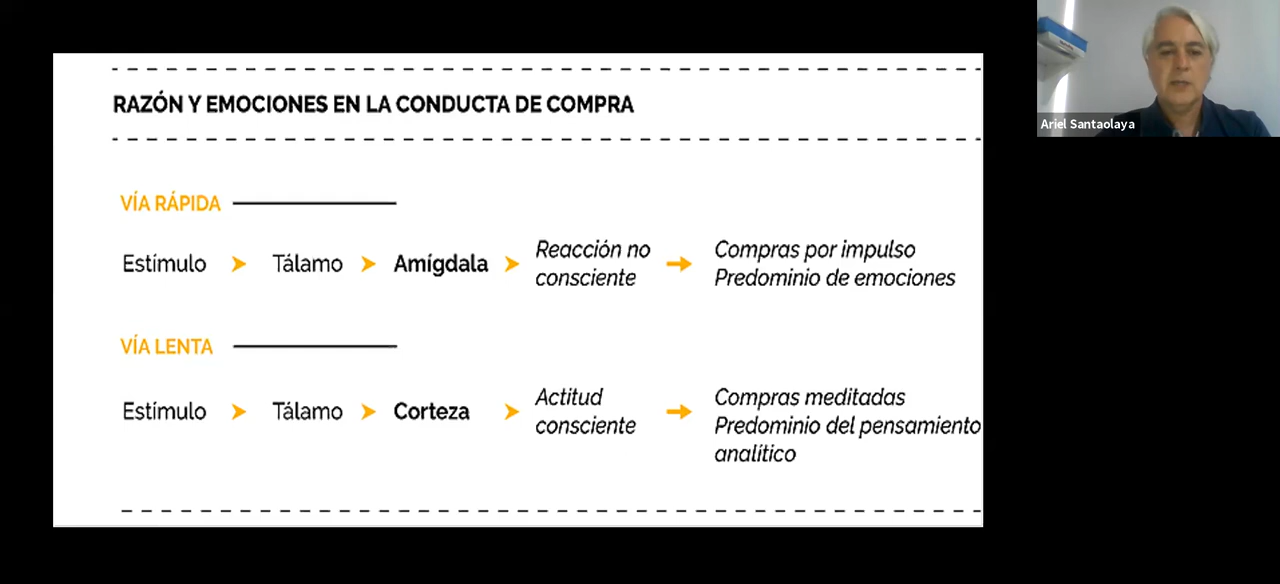 RAZÓN Y EMOCIONES EN LA CONDUCTA DE COMPRA
VÍA RÁPIDA
Estímulo Tálamo Amígdala Reacción no
consciente
Compras por impulso
Predominio de emociones
VÍA LENTA
Estímulo Tálamo Corteza Actitud
consciente
Compras meditadas
Predominio del pensamiento
analítico
Ariel Santaolaya